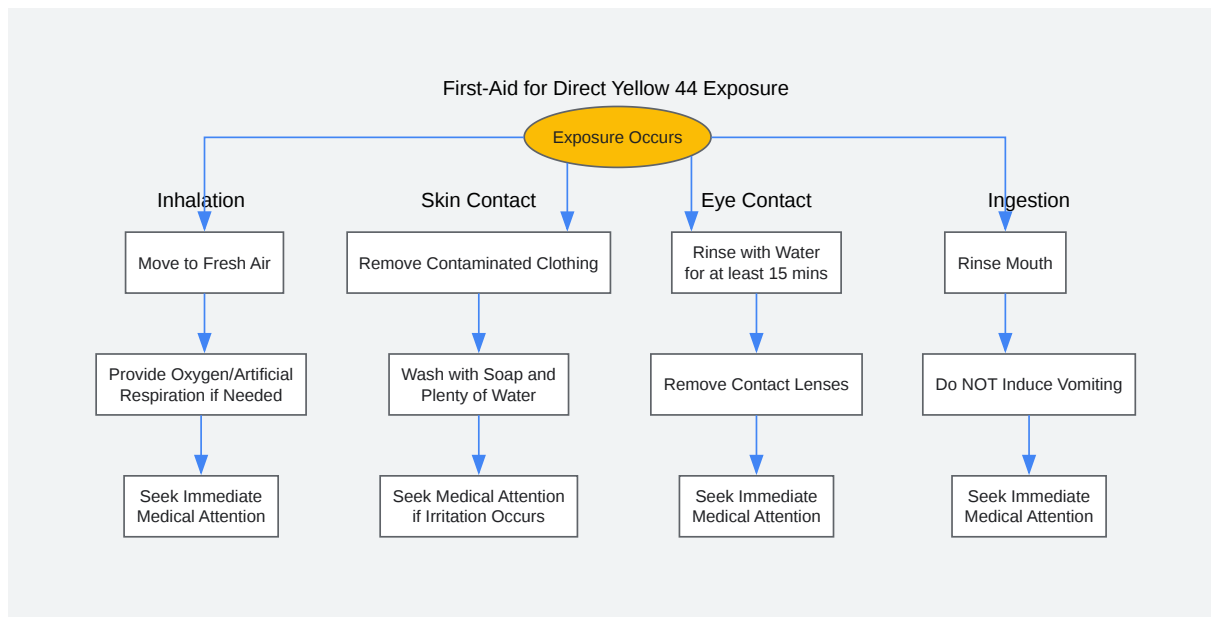 First-Aid for Direct Yellow 44 Exposure
Exposure Occurs
Inhalation
Move to Fresh Air
Provide Oxygen/Artificial
Respiration if Needed
Seek Immediate
Medical Attention
Skin Contact
Remove Contaminated Clothing
Wash with Soap and
Plenty of Water
Seek Medical Attention
if Irritation Occurs
Eye Contact
Rinse with Water
for at least 15 mins
Remove Contact Lenses
Seek Immediate
Medical Attention
Ingestion
Rinse Mouth
Do NOT Induce Vomiting
Seek Immediate
Medical Attention